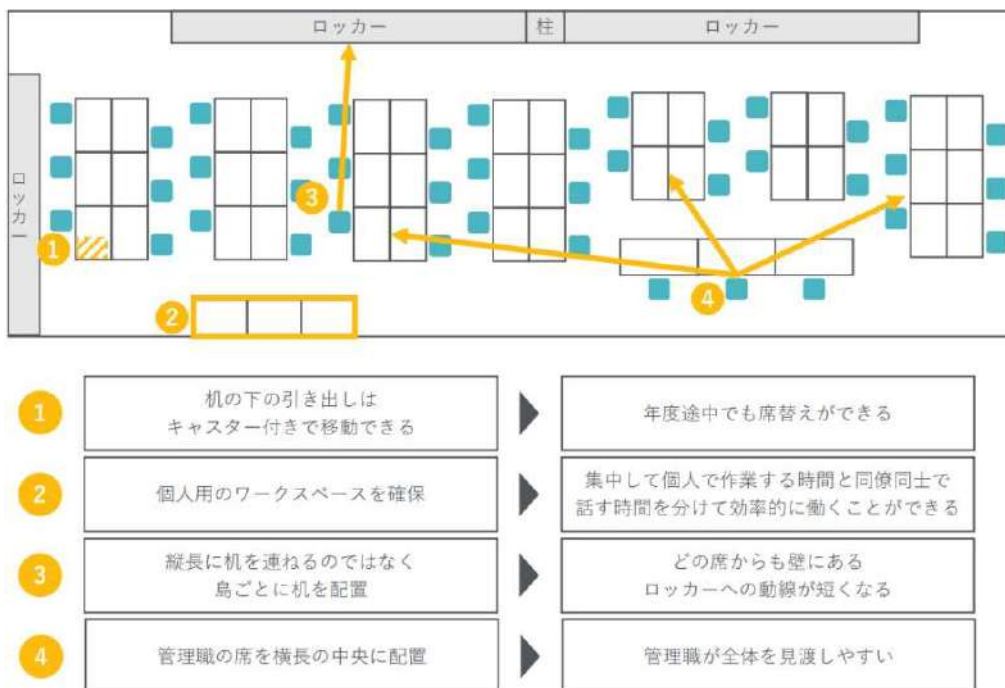 ロッカー
柱
ロッカー
ロッカー
3
1
4
2
1
机の下の引き出しは
キャスター付きで移動できる
年度途中でも席替えができる
2
個人用のワークスペースを確保
集中して個人で作業する時間と同僚同士で
話す時間を分けて効率的に働くことができる
3
縦長に机を連ねるのではなく
島ごとに机を配置
どの席からも壁にある
ロッカーへの動線が短くなる
4
管理職の席を横長の中央に配置
管理職が全体を見渡しやすい